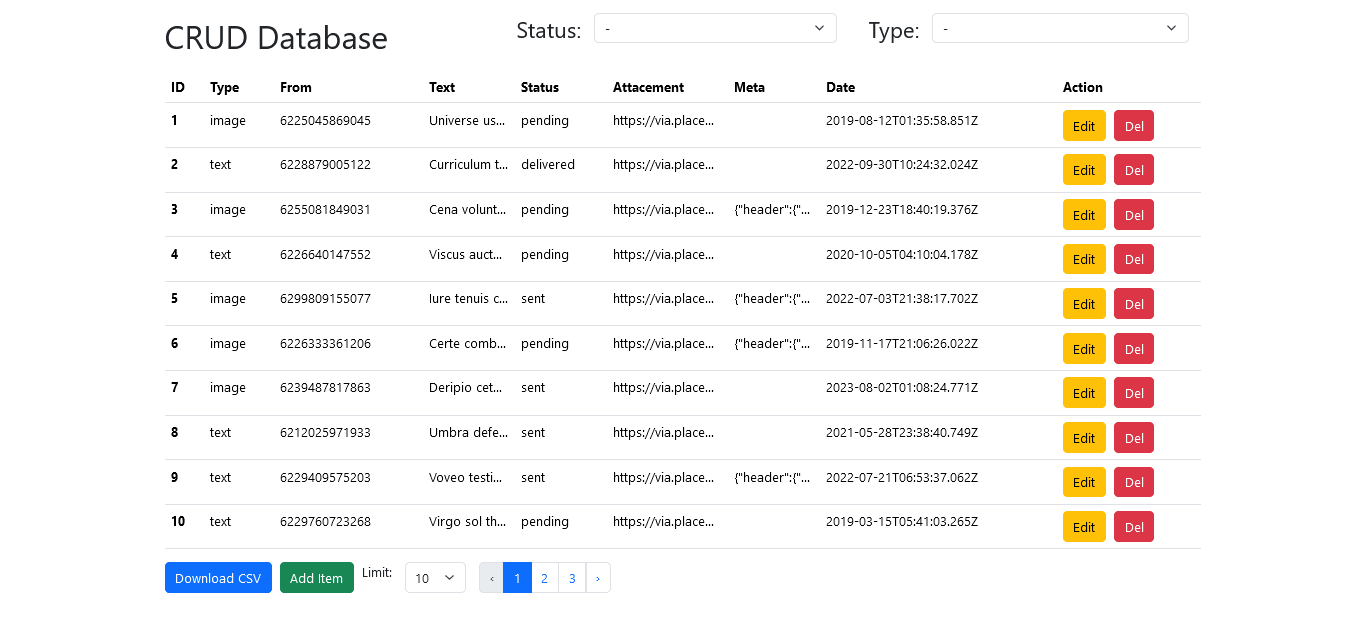 CRUD Database Status: - Type: -
ID Type From Text Status Attacement Meta Date Action
1 image 6225045869045 Universe us... pending https://via.place... 2019-08-12T01:35:58.851Z Edit Del
2 text 6228879005122 Curriculum t... delivered https://via.place... 2022-09-30T10:24:32.024Z Edit Del
3 image 6255081849031 Cena volunt... pending https://via.place... {"header":{"... 2019-12-23T18:40:19.376Z Edit Del
4 text 6226640147552 Viscus auct... pending https://via.place... 2020-10-05T04:10:04.178Z Edit Del
5 image 6299809155077 Iure tenuis c... sent https://via.place... {"header":{"... 2022-07-03T21:38:17.702Z Edit Del
6 image 6226333361206 Certe comb... pending https://via.place... {"header":{"... 2019-11-17T21:06:26.022Z Edit Del
7 image 6239487817863 Deripio cet... sent https://via.place... 2023-08-02T01:08:24.771Z Edit Del
8 text 6212025971933 Umbra defe... sent https://via.place... 2021-05-28T23:38:40.749Z Edit Del
9 text 6229409575203 Voveo testi... sent https://via.place... {"header":{"... 2022-07-21T06:53:37.062Z Edit Del
10 text 6229760723268 Virgo sol th... pending https://via.place... 2019-03-15T05:41:03.265Z Edit Del
Download CSV Add Item Limit: 10 ‹ 1 2 3 ›